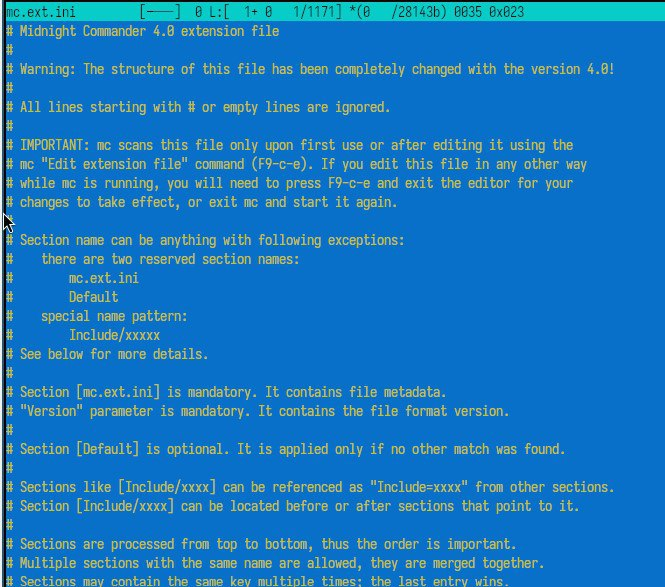 mc.ext.ini [----] 0 L:[ 1+ 0 1/1171] *(0 /28143b) 0035 0x023
# Midnight Commander 4.0 extension file
#
# Warning: The structure of this file has been completely changed with the version 4.0!
#
# All lines starting with # or empty lines are ignored.
#
# IMPORTANT: mc scans this file only upon first use or after editing it using the
# mc "Edit extension file" command (F9-c-e). If you edit this file in any other way
# while mc is running, you will need to press F9-c-e and exit the editor for your
# changes to take effect, or exit mc and start it again.
#
# Section name can be anything with following exceptions:
#    there are two reserved section names:
#        mc.ext.ini
#        Default
#    special name pattern:
#        Include/xxxxx
# See below for more details.
#
# Section [mc.ext.ini] is mandatory. It contains file metadata.
# "Version" parameter is mandatory. It contains the file format version.
#
# Section [Default] is optional. It is applied only if no other match was found.
#
# Sections like [Include/xxxx] can be referenced as "Include=xxxx" from other sections.
# Section [Include/xxxx] can be located before or after sections that point to it.
#
# Sections are processed from top to bottom, thus the order is important.
# Multiple sections with the same name are allowed, they are merged together.
# Sections may contain the same key multiple times; the last entry wins.